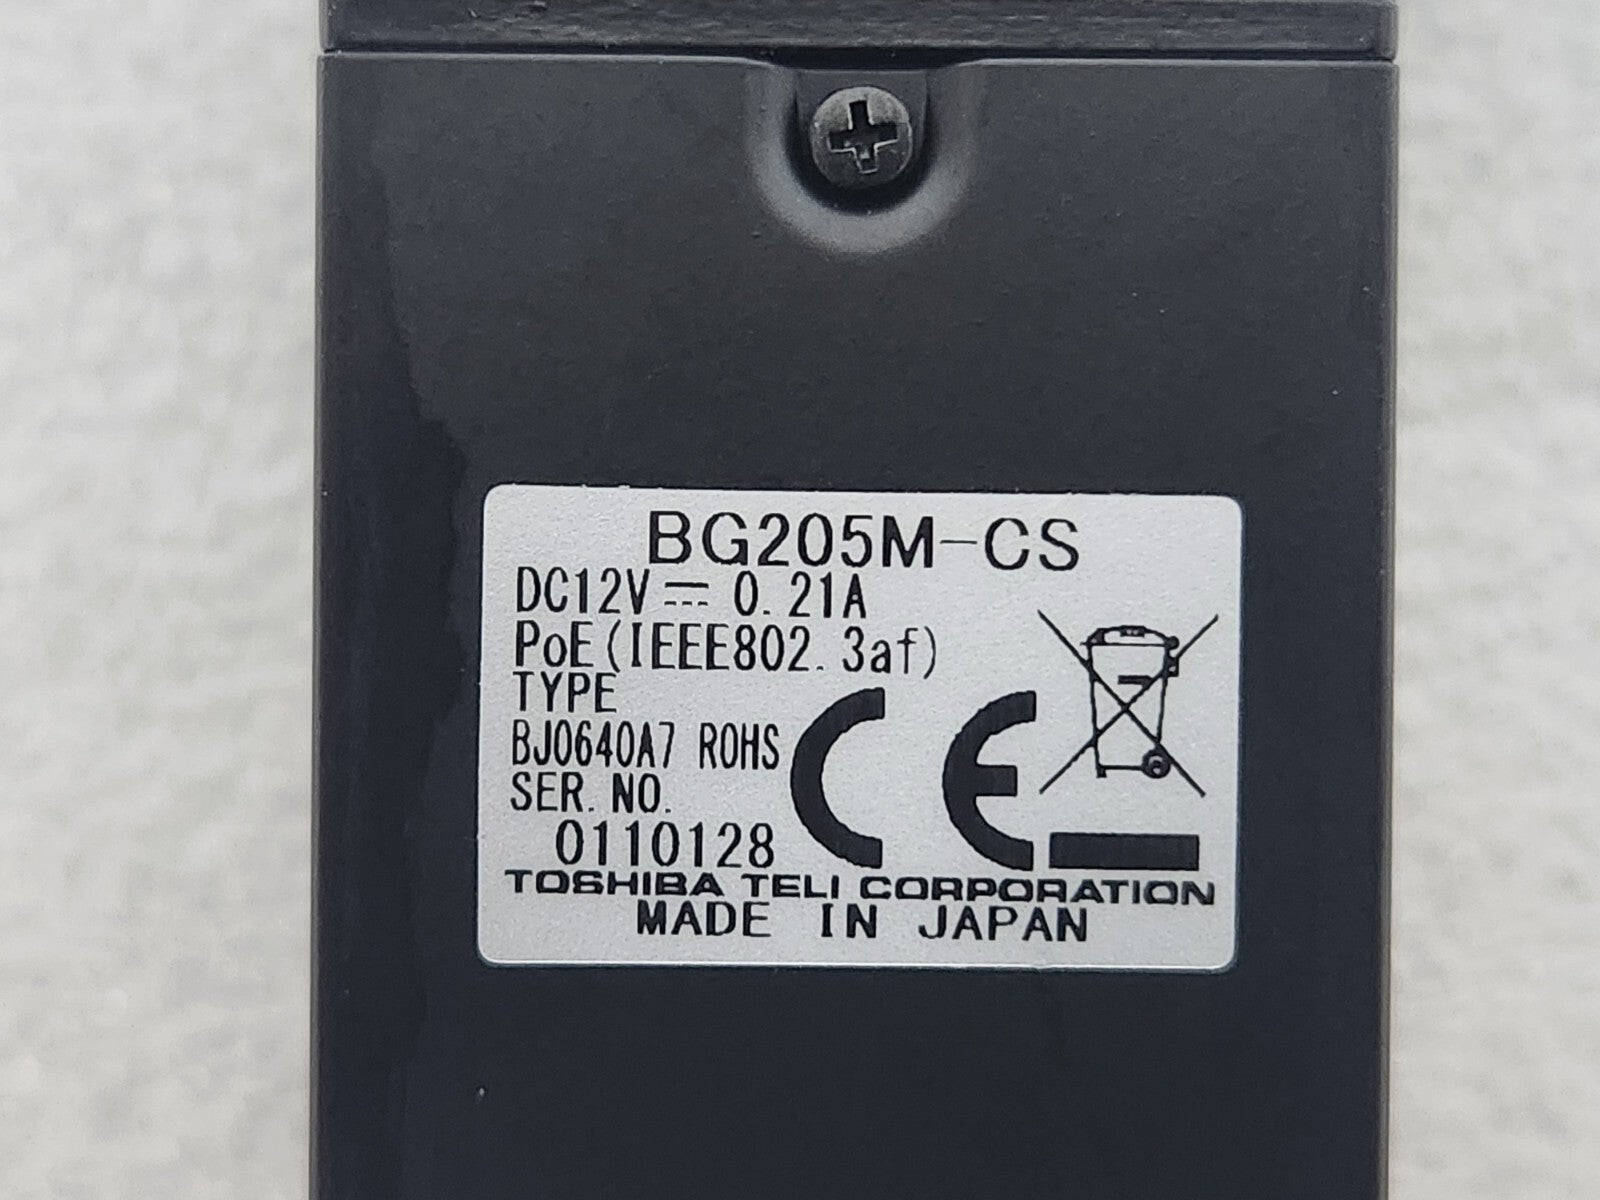 BG205M-CS
DC12V⎓ 0.21A
PoE(IEEE802.3af)
TYPE
BJ0640A7 ROHS
SER. NO.
0110128
CE
TOSHIBA TELI CORPORATION
MADE IN JAPAN